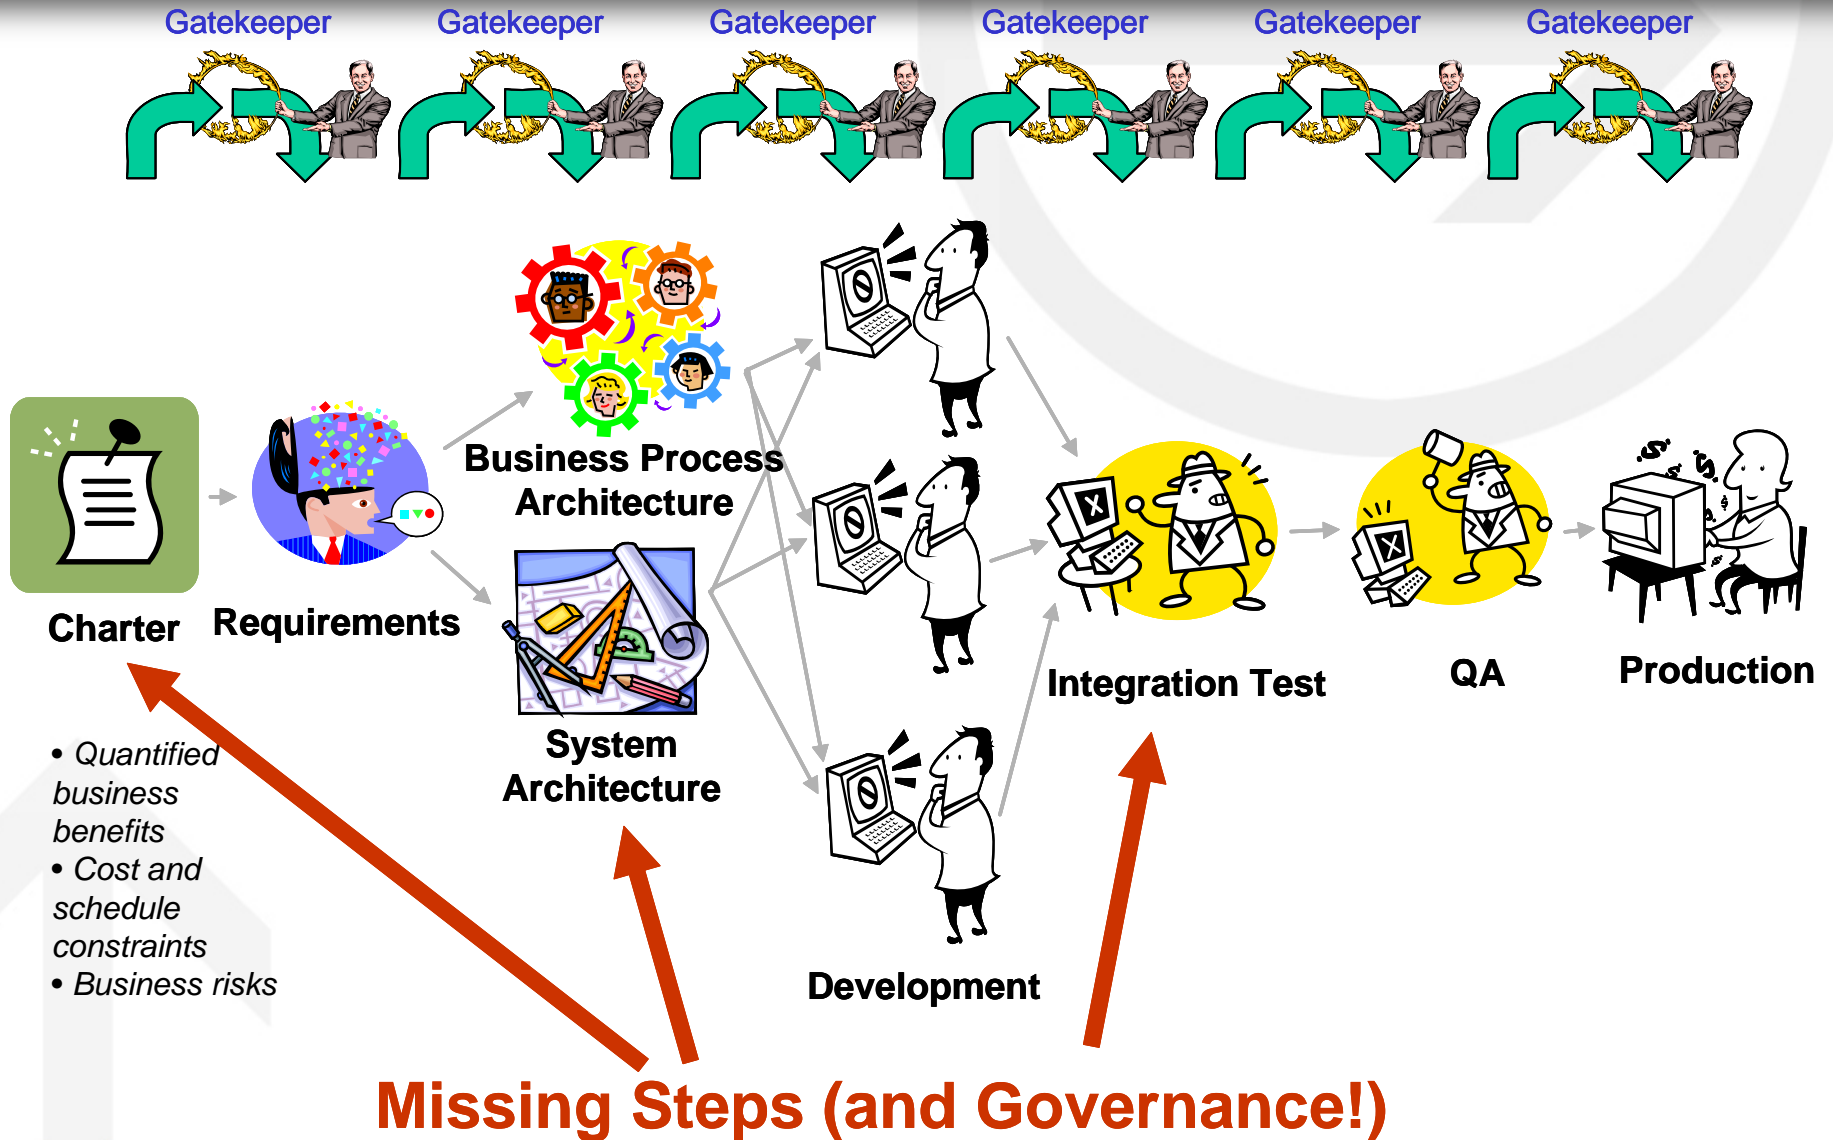 Gatekeeper
Gatekeeper
Gatekeeper
Gatekeeper
Gatekeeper
Gatekeeper
Charter
Requirements
Business Process
Architecture
System
Architecture
Development
Integration Test
QA
Production
• Quantified
business
benefits
• Cost and
schedule
constraints
• Business risks
Missing Steps (and Governance!)